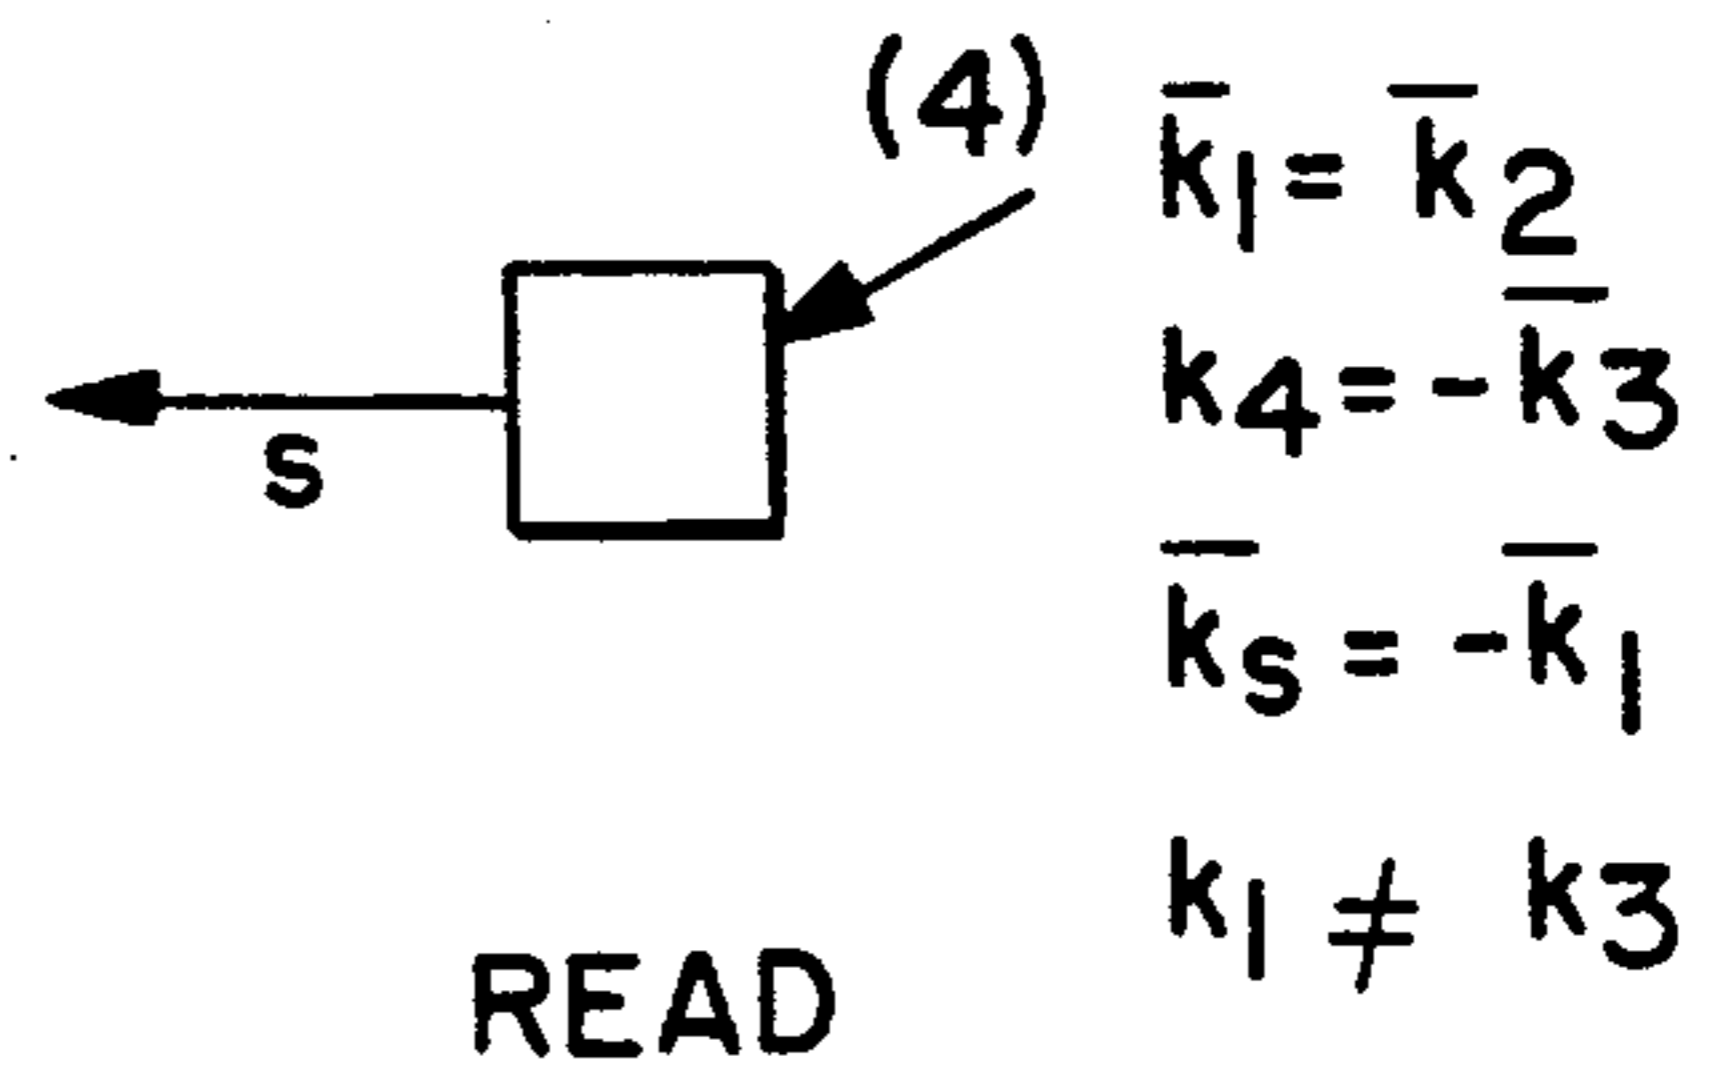 (4)
k̅1 = k̅2
k4 = -k̅3
k̅s = -k̅1
k1 ≠ k3
s
READ